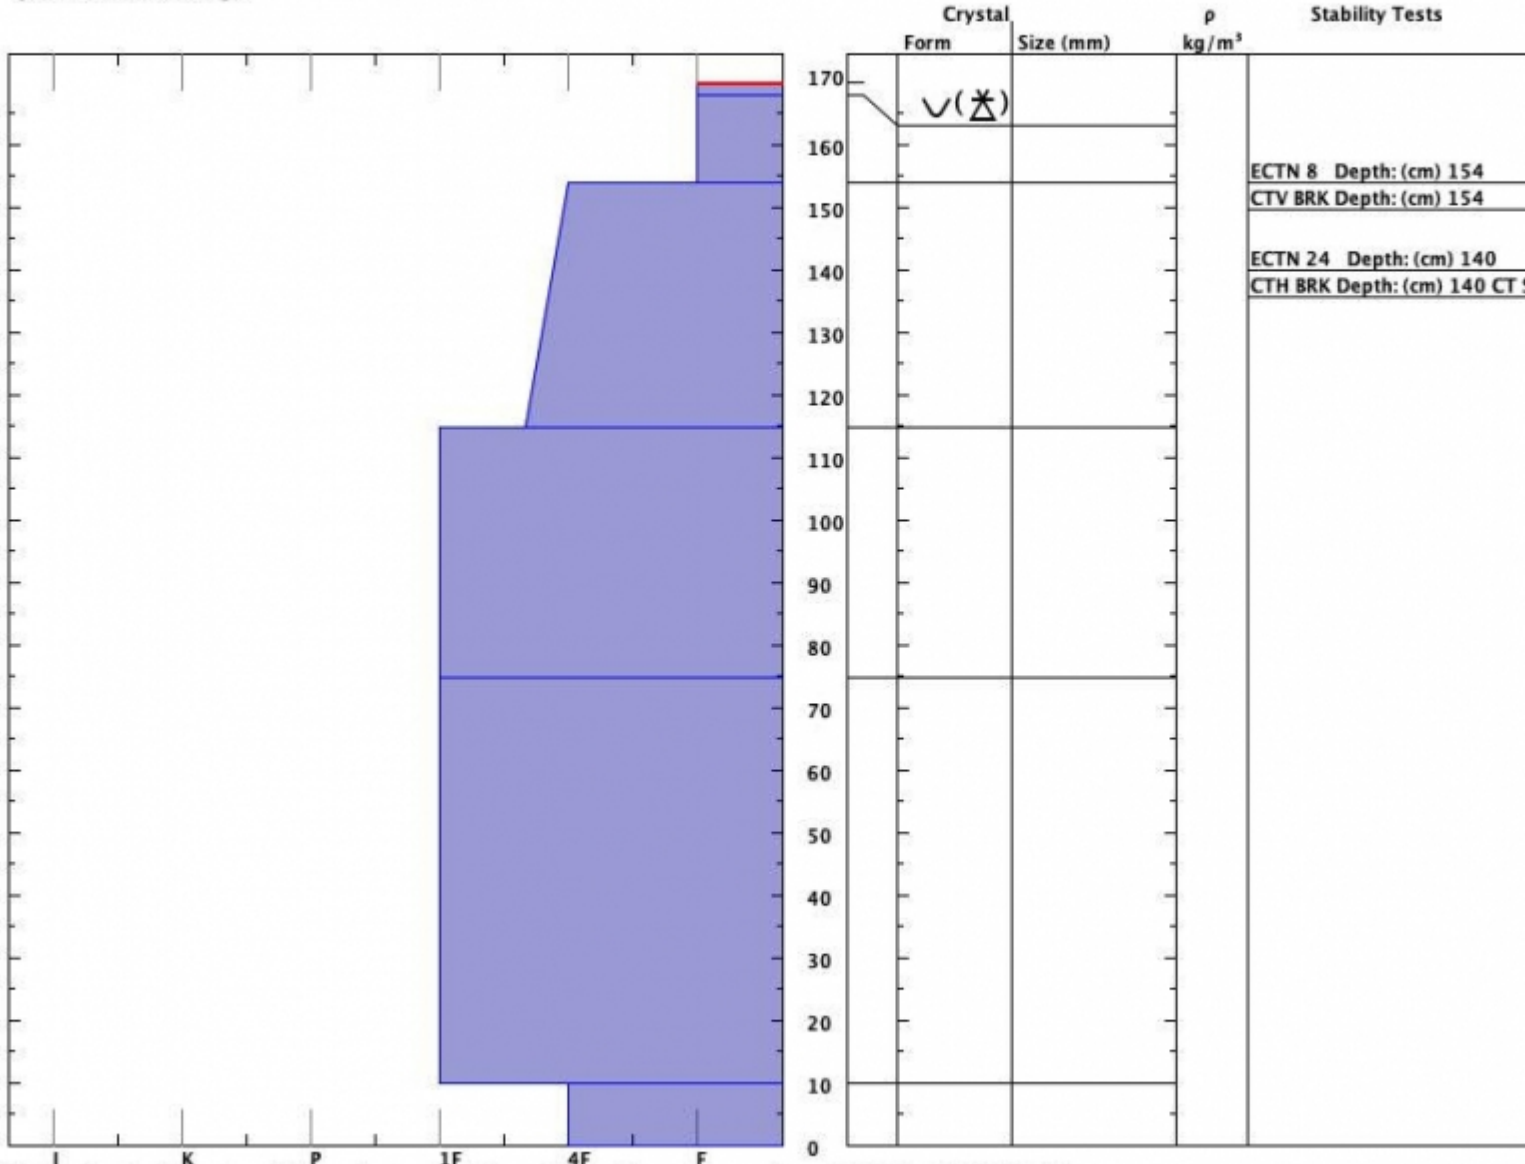 Crystal ρ Stability Tests
Form Size (mm) kg/m³
170
160
ECTN 8 Depth: (cm) 154
150
CTV BRK Depth: (cm) 154
140
ECTN 24 Depth: (cm) 140
CTH BRK Depth: (cm) 140 CT
130
120
110
100
90
80
70
60
50
40
30
20
10
0
I K P 1F 4F F